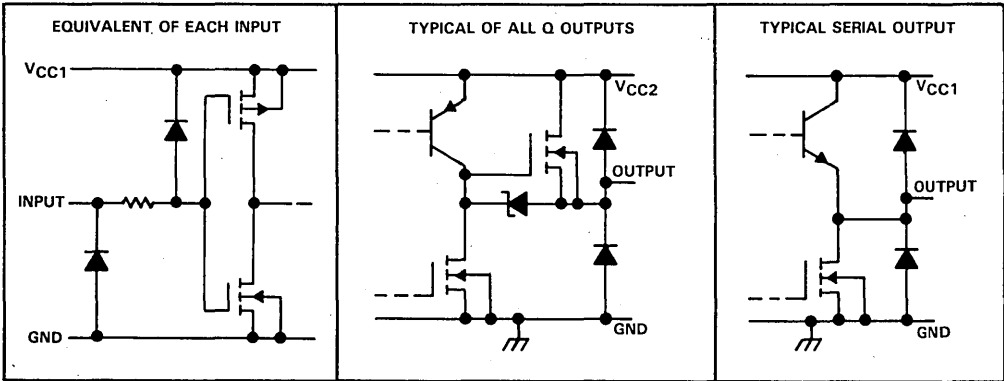 EQUIVALENT OF EACH INPUT
VCC1
INPUT
GND
TYPICAL OF ALL Q OUTPUTS
VCC2
OUTPUT
GND
TYPICAL SERIAL OUTPUT
VCC1
OUTPUT
GND